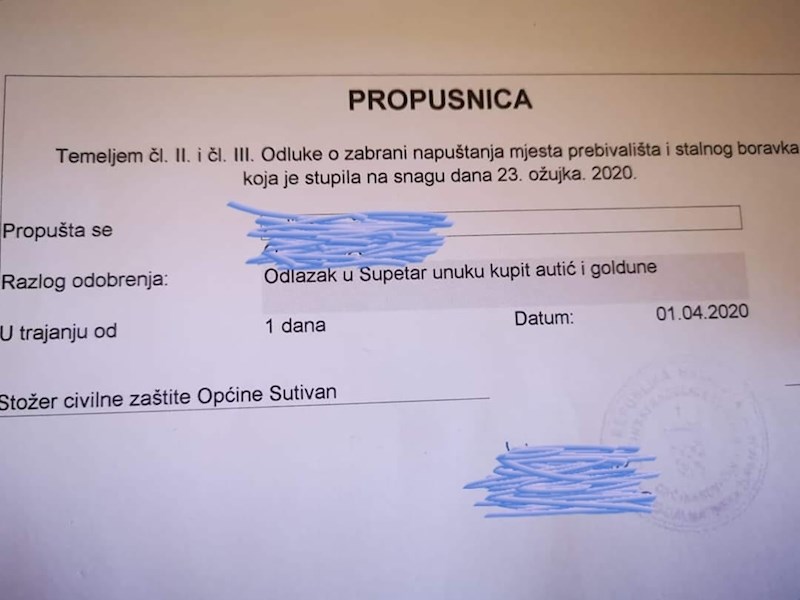 PROPUSNICA
Temeljem čl. II. i čl. III. Odluke o zabrani napuštanja mjesta prebivališta i stalnog boravka
koja je stupila na snagu dana 23. ožujka. 2020.
Propušta se
Razlog odobrenja: Odlazak u Supetar unuku kupit autić i goldune
U trajanju od 1 dana Datum: 01.04.2020
Stožer civilne zaštite Općine Sutivan